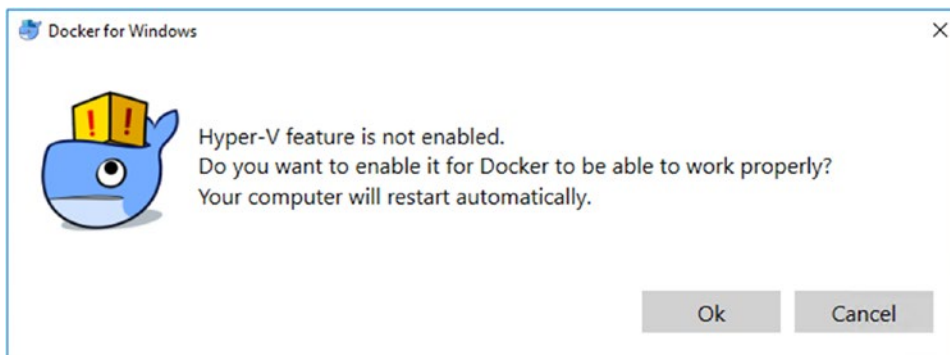 Docker for Windows
Hyper-V feature is not enabled.
Do you want to enable it for Docker to be able to work properly?
Your computer will restart automatically.
Ok Cancel